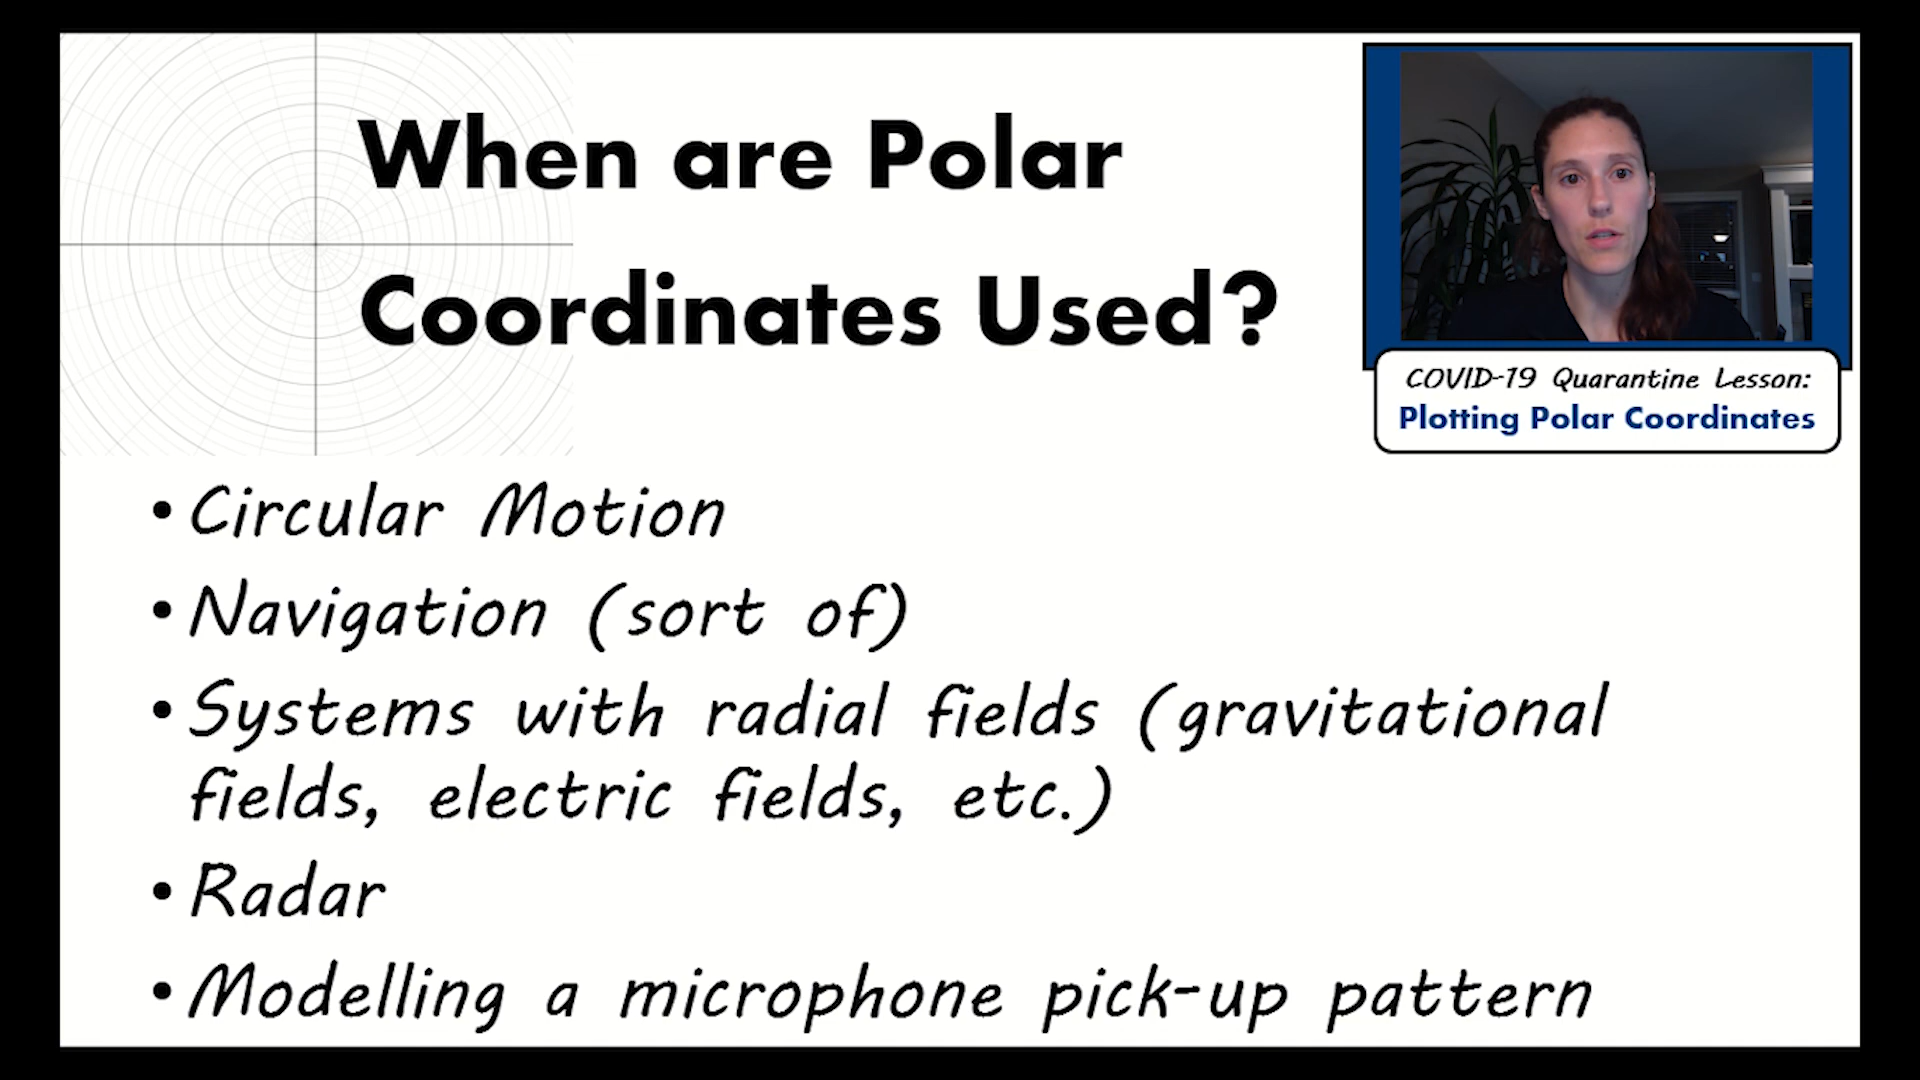 When are Polar
Coordinates Used?
COVID-19 Quarantine Lesson:
Plotting Polar Coordinates
• Circular Motion
• Navigation (sort of)
• Systems with radial fields (gravitational
fields, electric fields, etc.)
• Radar
• Modelling a microphone pick-up pattern